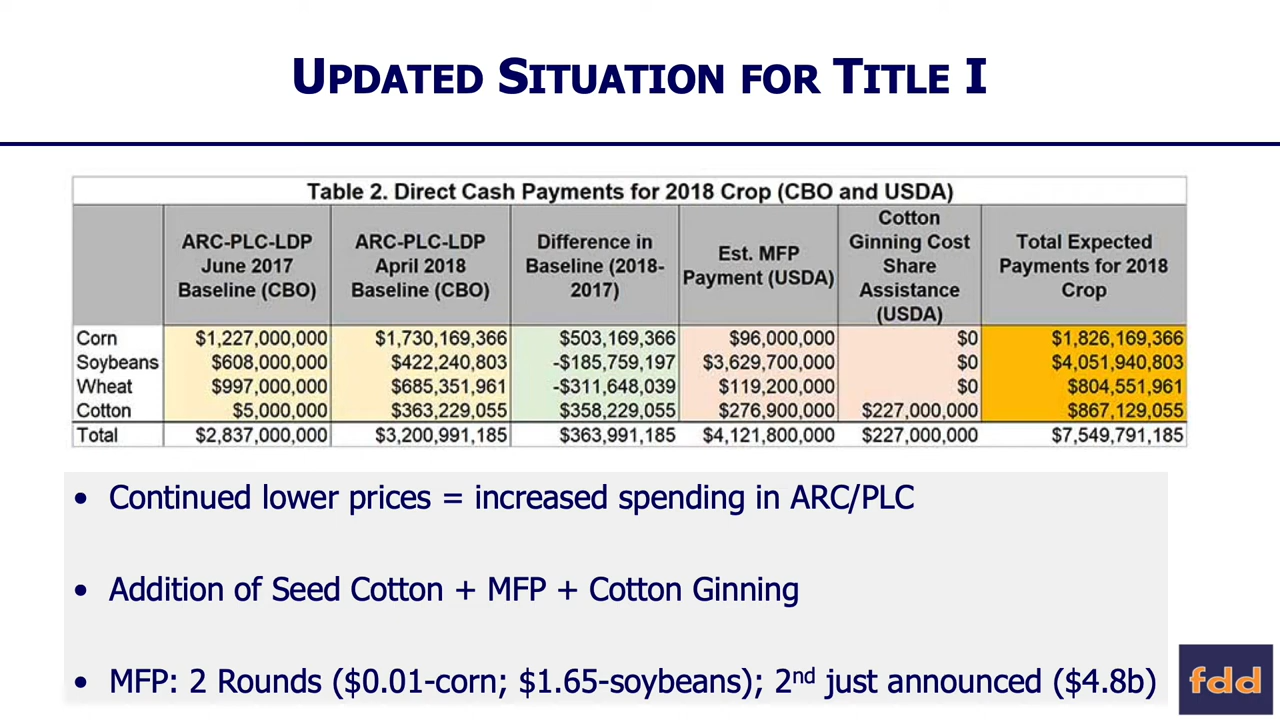 UPDATED SITUATION FOR TITLE I
Table 2. Direct Cash Payments for 2018 Crop (CBO and USDA)
ARC-PLC-LDP June 2017 Baseline (CBO) ARC-PLC-LDP April 2018 Baseline (CBO) Difference in Baseline (2018-2017) Est. MFP Payment (USDA) Cotton Ginning Cost Share Assistance (USDA) Total Expected Payments for 2018 Crop
Corn $1,227,000,000 $1,730,169,366 $503,169,366 $96,000,000 $0 $1,826,169,366
Soybeans $608,000,000 $422,240,803 -$185,759,197 $3,629,700,000 $0 $4,051,940,803
Wheat $997,000,000 $685,351,961 -$311,648,039 $119,200,000 $0 $804,551,961
Cotton $5,000,000 $363,229,055 $358,229,055 $276,900,000 $227,000,000 $867,129,055
Total $2,837,000,000 $3,200,991,185 $363,991,185 $4,121,800,000 $227,000,000 $7,549,791,185
• Continued lower prices = increased spending in ARC/PLC
• Addition of Seed Cotton + MFP + Cotton Ginning
• MFP: 2 Rounds ($0.01-corn; $1.65-soybeans); 2nd just announced ($4.8b)
fdd